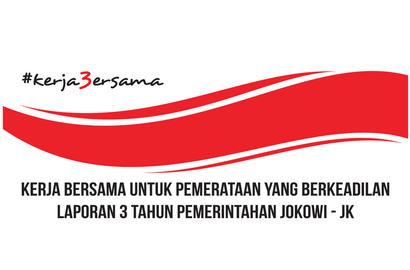 #kerja3ersama
KERJA BERSAMA UNTUK PEMERATAAN YANG BERKEADILAN
LAPORAN 3 TAHUN PEMERINTAHAN JOKOWI - JK